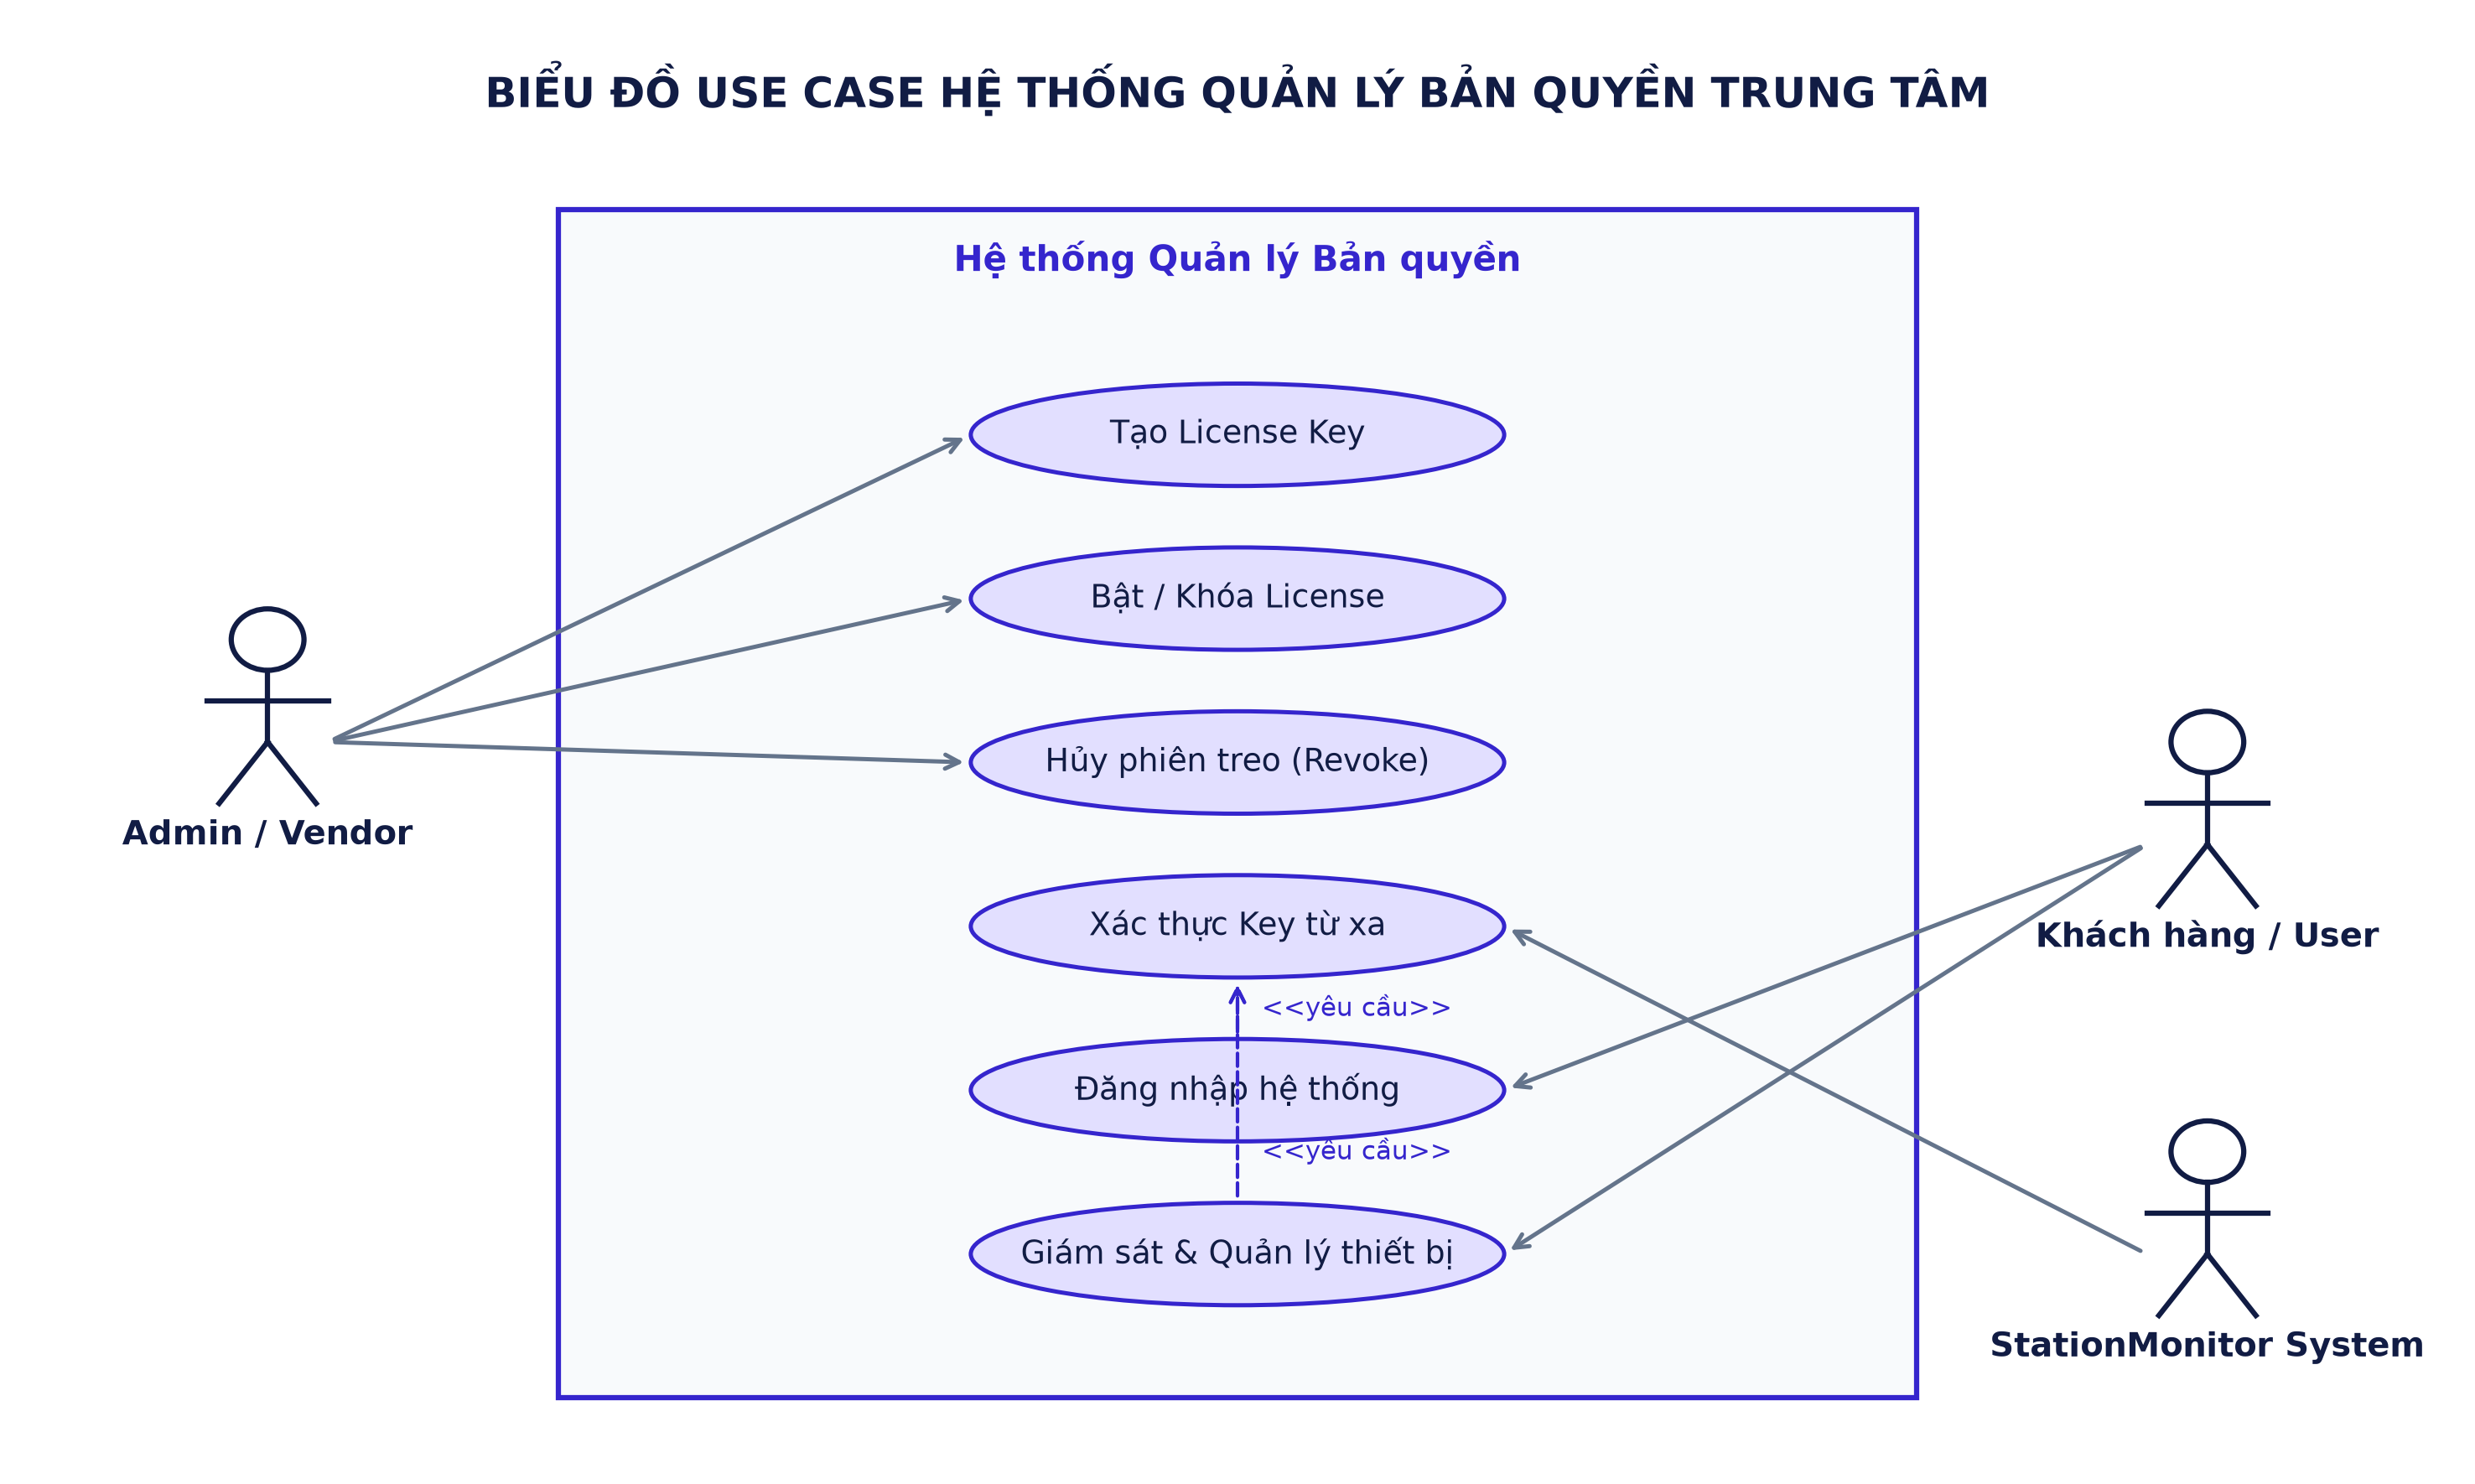 BIỂU ĐỒ USE CASE HỆ THỐNG QUẢN LÝ BẢN QUYỀN TRUNG TÂM
Hệ thống Quản lý Bản quyền
Tạo License Key
Bật / Khóa License
Hủy phiên treo (Revoke)
Admin / Vendor
Xác thực Key từ xa
Khách hàng / User
<<yêu cầu>>
Đăng nhập hệ thống
<<yêu cầu>>
Giám sát & Quản lý thiết bị
StationMonitor System